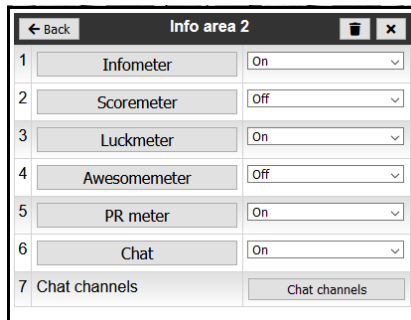 ← Back Info area 2 ×
1 Infometer On
2 Scoremeter Off
3 Luckmeter On
4 Awesomemeter Off
5 PR meter On
6 Chat On
7 Chat channels Chat channels